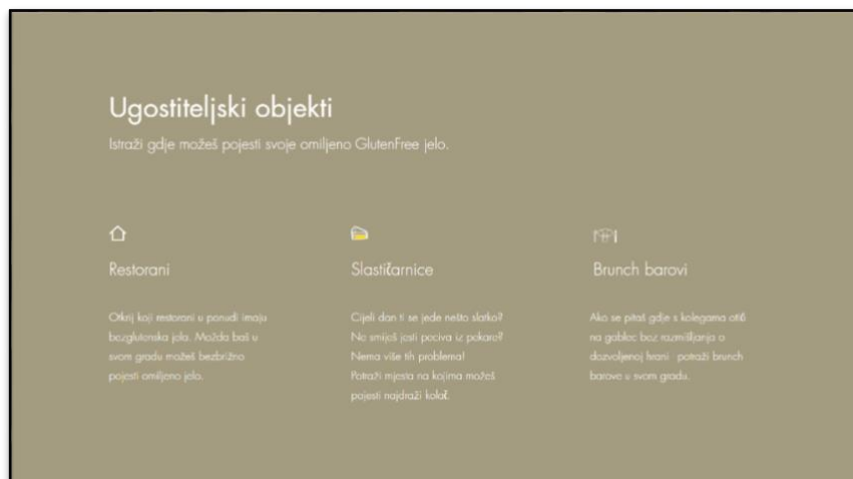 Ugostiteljski objekti
Istraži gdje možeš pojesti svoje omiljeno GlutenFree jelo.
Restorani
Otkrij koji restorani u ponudi imaju
bezglutenska jela. Možda baš u
svom gradu možeš bezbrižno
pojesti omiljeno jelo.
Slastičarnice
Cijeli dan ti se jede nešto slatko?
Ne smiješ jesti peciva iz pekare?
Nema više tih problema!
Potraži mjesta na kojima možeš
pojesti najdraži kolač.
Brunch barovi
Ako se pitaš gdje s kolegama otići
na gablec bez razmišljanja o
dozvoljenoj hrani potraži brunch
barove u svom gradu.